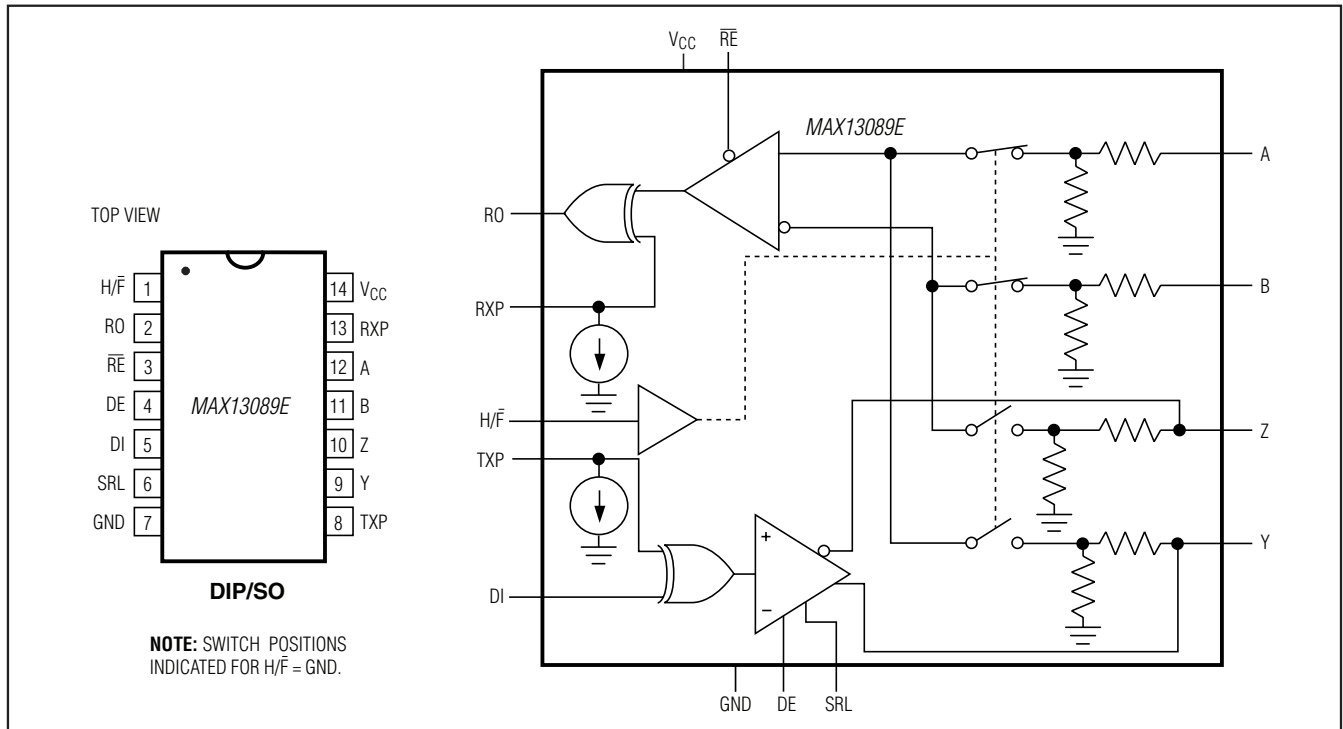 TOP VIEW
H/F̅ 1
RO 2
R̅E̅ 3
DE 4
DI 5
SRL 6
GND 7
MAX13089E
14 VCC
13 RXP
12 A
11 B
10 Z
9 Y
8 TXP
DIP/SO
NOTE: SWITCH POSITIONS
INDICATED FOR H/F̅ = GND.
VCC R̅E̅
MAX13089E
RO
RXP
H/F̅
TXP
DI
+
−
A
B
Z
Y
GND DE SRL